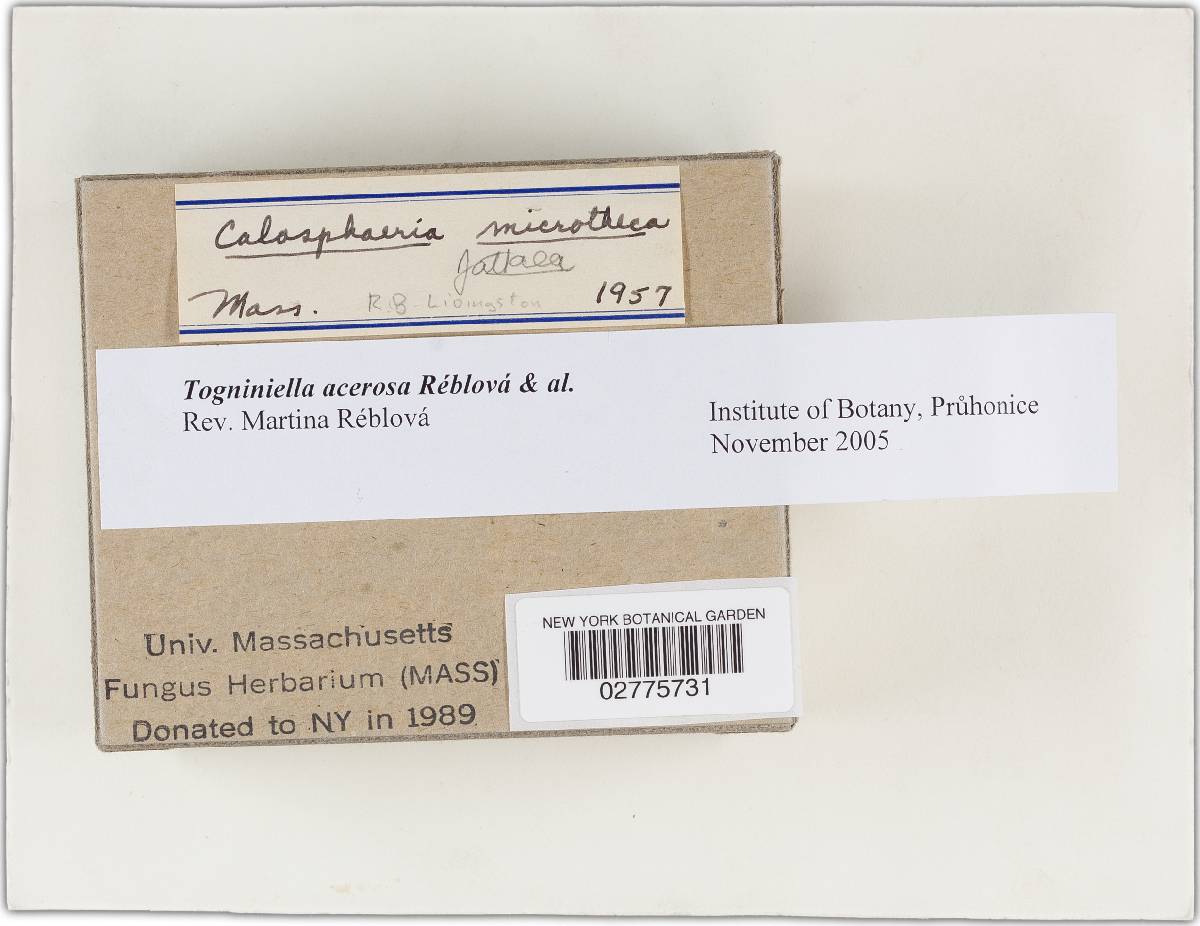 Calosphaeria microtheca
Jattaea
Mass. R.B. Livingston 1957
Togniniella acerosa Réblová & al.
Rev. Martina Réblová
Institute of Botany, Průhonice
November 2005
Univ. Massachusetts
Fungus Herbarium (MASS)
Donated to NY in 1989
NEW YORK BOTANICAL GARDEN
02775731